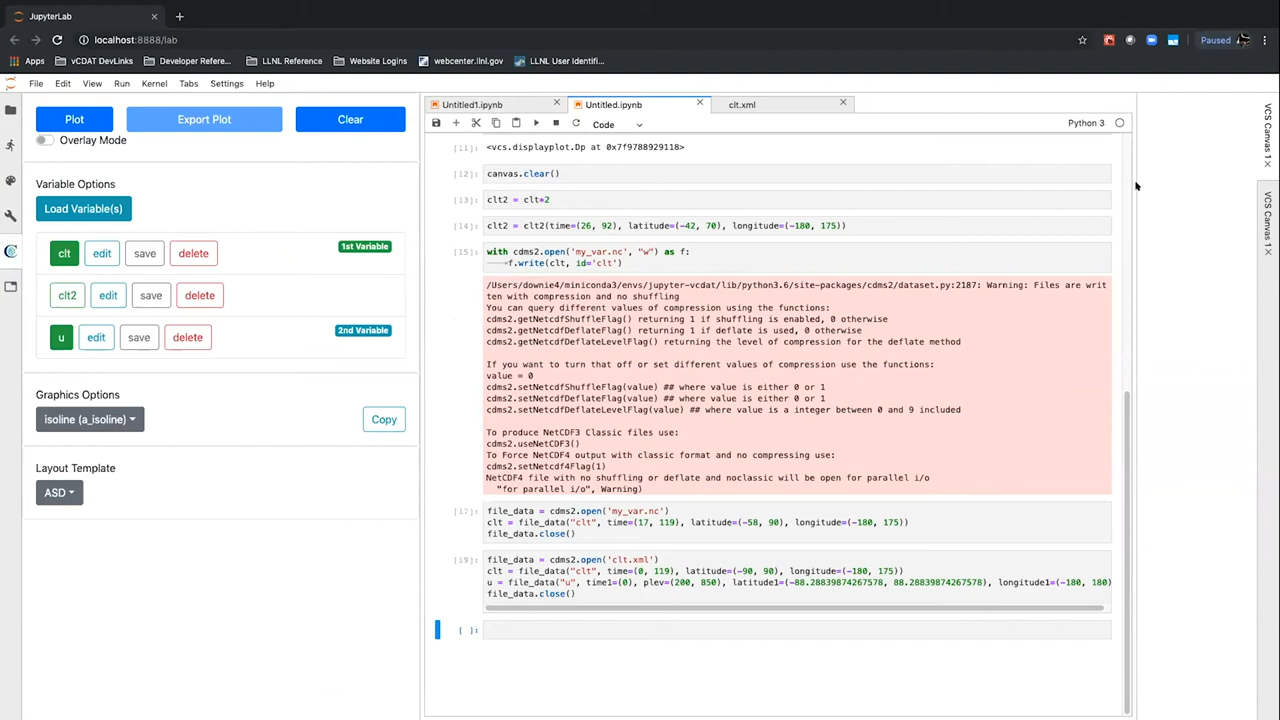 JupyterLab
localhost:8888/lab
Paused
Apps vCDAT DevLinks Developer Refere... LLNL Reference Website Logins webcenter.llnl.gov LLNL User Identifi...
File Edit View Run Kernel Tabs Settings Help
Untitled1.ipynb Untitled.ipynb clt.xml
Code Python 3
Plot Export Plot Clear
Overlay Mode
Variable Options
Load Variable(s)
clt edit save delete 1st Variable
clt2 edit save delete
u edit save delete 2nd Variable
Graphics Options
isoline (a_isoline) Copy
Layout Template
ASD
[11]: <vcs.displayplot.Dp at 0x7f9788929118>
[12]: canvas.clear()
[13]: clt2 = clt*2
[14]: clt2 = clt2(time=(26, 92), latitude=(-42, 70), longitude=(-180, 175))
[15]: with cdms2.open('my_var.nc', "w") as f:
f.write(clt, id='clt')
/Users/downie4/miniconda3/envs/jupyter-vcdat/lib/python3.6/site-packages/cdms2/dataset.py:2187: Warning: Files are writ
ten with compression and no shuffling
You can query different values of compression using the functions:
cdms2.getNetcdfShuffleFlag() returning 1 if shuffling is enabled, 0 otherwise
cdms2.getNetcdfDeflateFlag() returning 1 if deflate is used, 0 otherwise
cdms2.getNetcdfDeflateLevelFlag() returning the level of compression for the deflate method
If you want to turn that off or set different values of compression use the functions:
value = 0
cdms2.setNetcdfShuffleFlag(value) ## where value is either 0 or 1
cdms2.setNetcdfDeflateFlag(value) ## where value is either 0 or 1
cdms2.setNetcdfDeflateLevelFlag(value) ## where value is a integer between 0 and 9 included
To produce NetCDF3 Classic files use:
cdms2.useNetCDF3()
To Force NetCDF4 output with classic format and no compressing use:
cdms2.setNetcdf4Flag(1)
NetCDF4 file with no shuffling or deflate and noclassic will be open for parallel i/o
"for parallel i/o", Warning)
[17]: file_data = cdms2.open('my_var.nc')
clt = file_data("clt", time=(17, 119), latitude=(-58, 90), longitude=(-180, 175))
file_data.close()
[19]: file_data = cdms2.open('clt.xml')
clt = file_data("clt", time=(0, 119), latitude=(-90, 90), longitude=(-180, 175))
u = file_data("u", time1=(0), plev=(200, 850), latitude1=(-88.28839874267578, 88.28839874267578), longitude1=(-180, 180)
file_data.close()
[ ]:
VCS Canvas 1
VCS Canvas 1